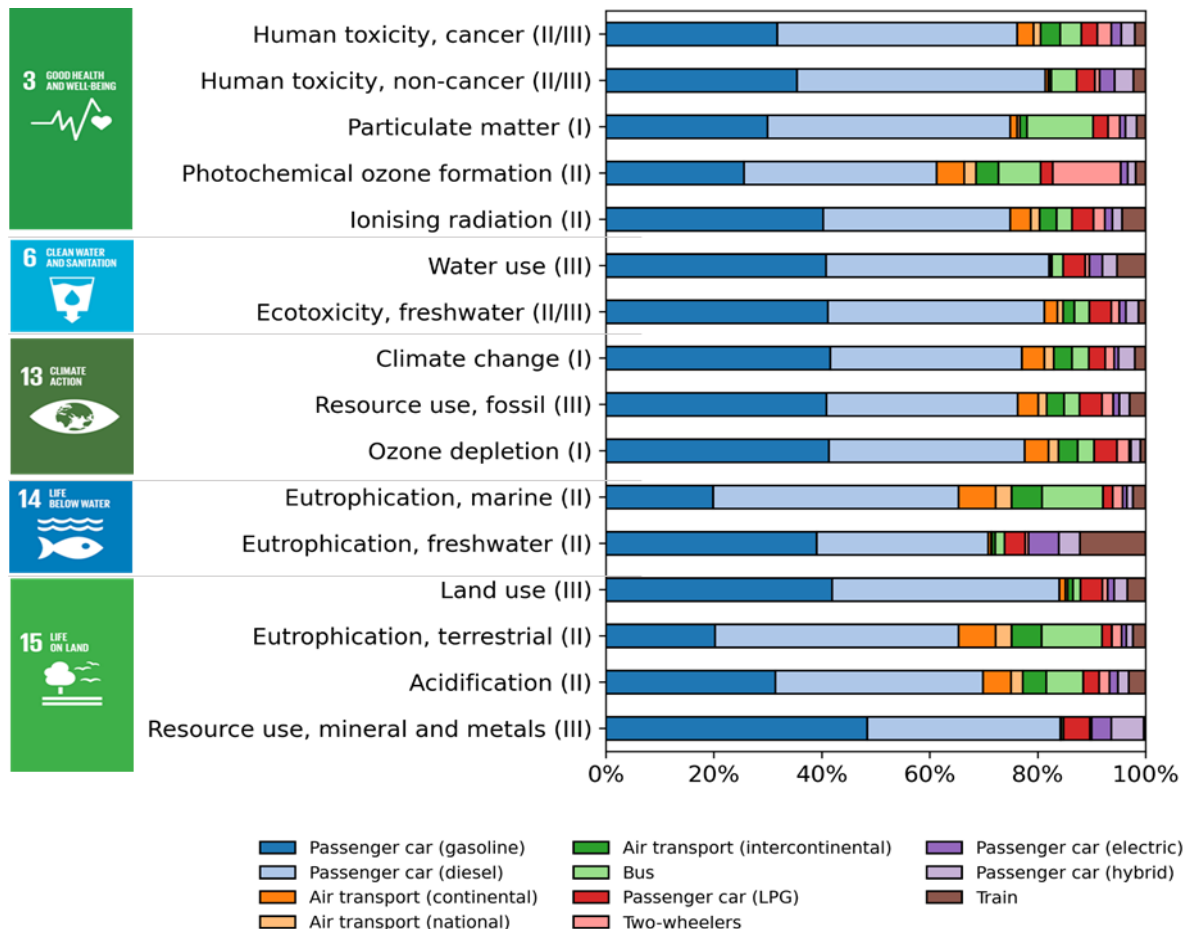 3 GOOD HEALTH
AND WELL-BEING
Human toxicity, cancer (II/III)
Human toxicity, non-cancer (II/III)
Particulate matter (I)
Photochemical ozone formation (II)
Ionising radiation (II)
6 CLEAN WATER
AND SANITATION
Water use (III)
Ecotoxicity, freshwater (II/III)
13 CLIMATE
ACTION
Climate change (I)
Resource use, fossil (III)
Ozone depletion (I)
14 LIFE
BELOW WATER
Eutrophication, marine (II)
Eutrophication, freshwater (II)
15 LIFE
ON LAND
Land use (III)
Eutrophication, terrestrial (II)
Acidification (II)
Resource use, mineral and metals (III)
0% 20% 40% 60% 80% 100%
Passenger car (gasoline)
Passenger car (diesel)
Air transport (continental)
Air transport (national)
Air transport (intercontinental)
Bus
Passenger car (LPG)
Two-wheelers
Passenger car (electric)
Passenger car (hybrid)
Train